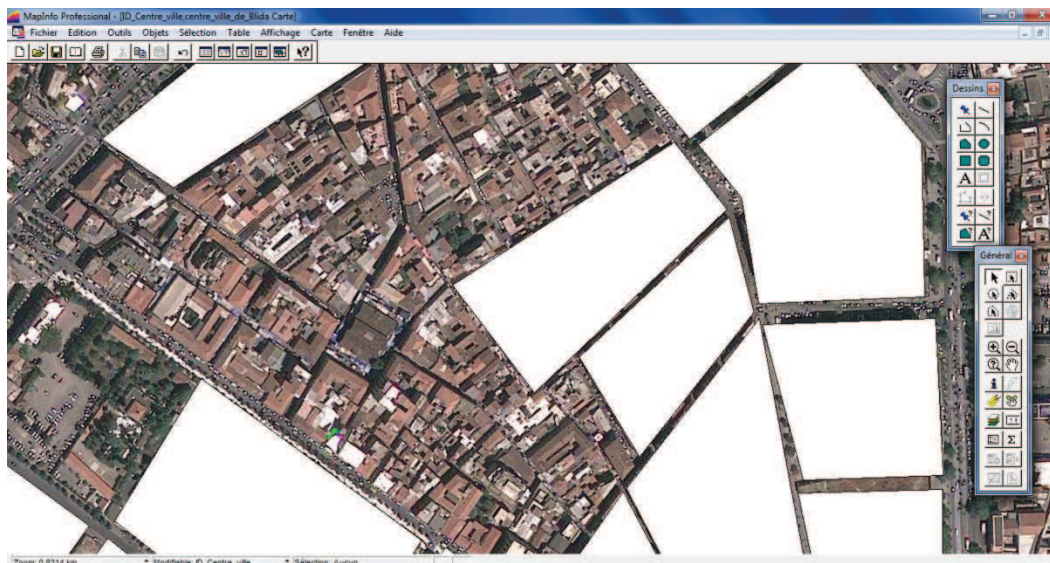 MapInfo Professional - [ID_Centre_ville,centre_ville_de_Blida Carte]
Fichier Edition Outils Objets Sélection Table Affichage Carte Fenêtre Aide
Dessins
A
A
Général
Zoom: 0,8214 km Modifiable: ID_Centre_ville Sélection: Aucun